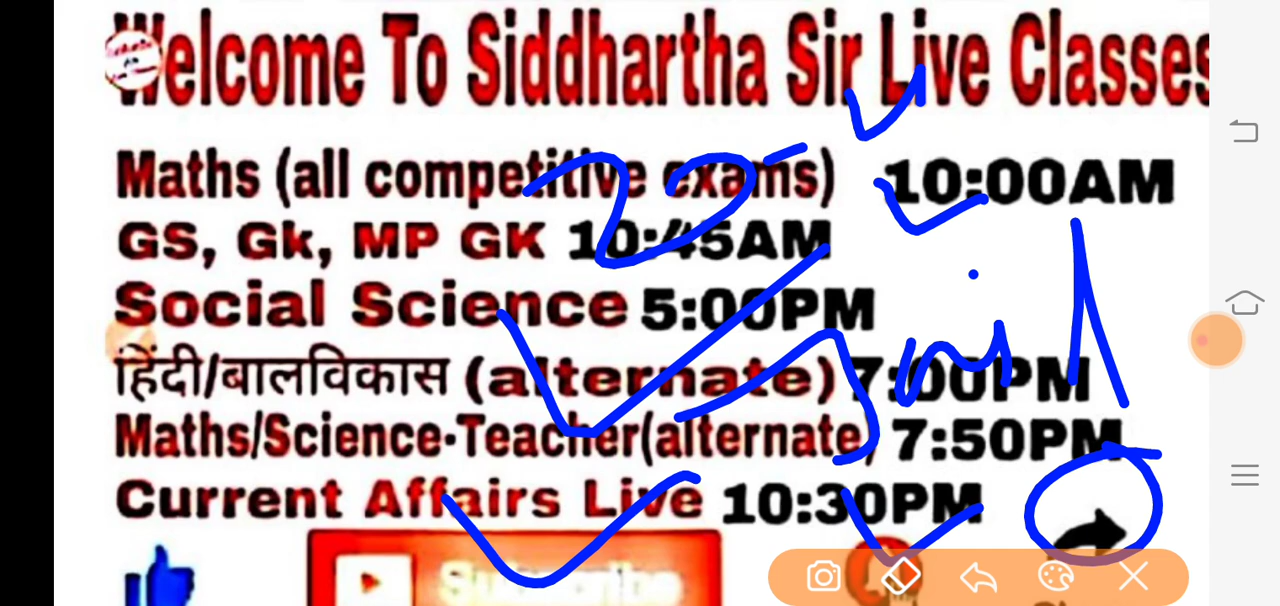 Welcome To Siddhartha Sir Live Classes
Maths (all competitive exams) 10:00AM
GS, Gk, MP GK 10:45AM
Social Science 5:00PM
हिंदी/बालविकास (alternate) 7:00PM
Maths/Science-Teacher(alternate) 7:50PM
Current Affairs Live 10:30PM
Subscribe